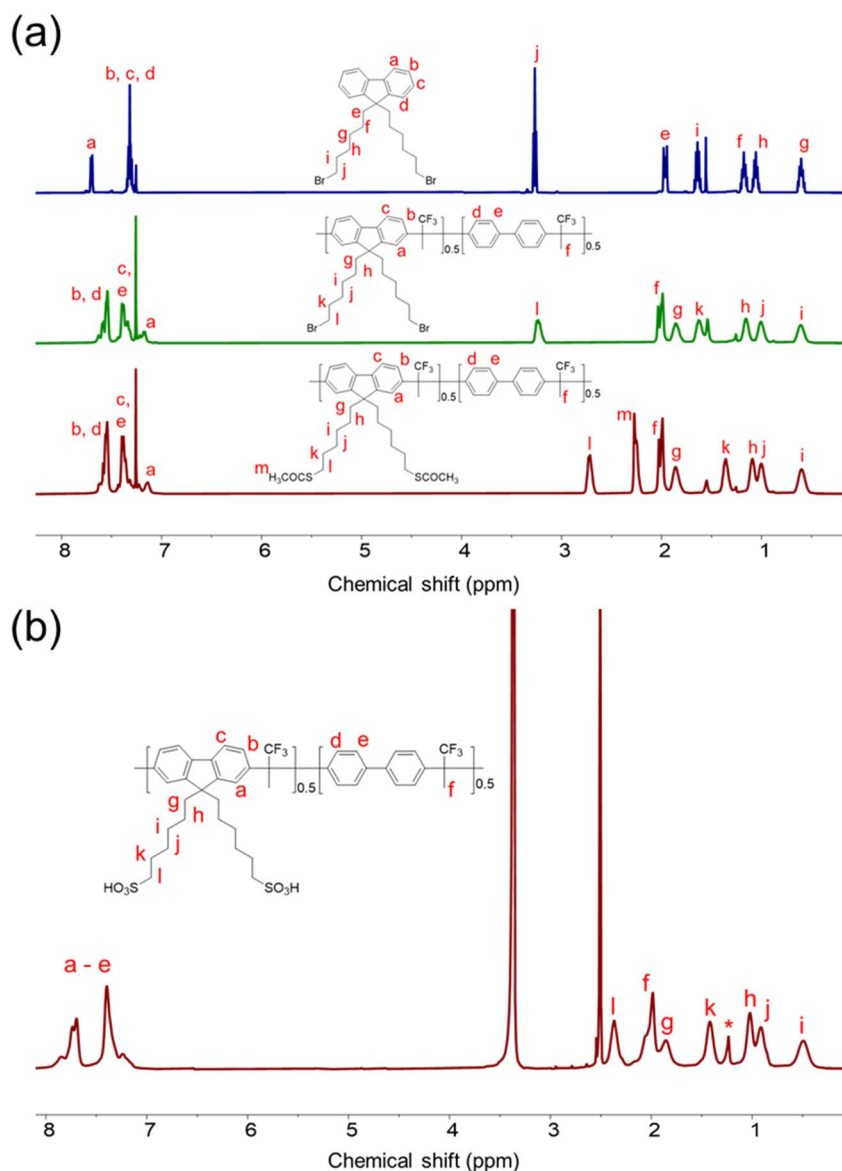 (a)
b, c, d
a
j
e
i
f
h
g
a
b
c
d
e
f
g
h
i
j
Br
Br
b, d
c,
e
a
l
f
g
k
h
j
i
c
b
CF3
a
0.5
d
e
CF3
f
0.5
g
h
i
j
k
l
Br
Br
b, d
c,
e
a
l
m
f
g
k
h
j
i
c
b
CF3
a
0.5
d
e
CF3
f
0.5
g
h
i
j
k
l
m
H3COCS
SCOCH3
8 7 6 5 4 3 2 1
Chemical shift (ppm)
(b)
c
b
CF3
a
0.5
d
e
CF3
f
0.5
g
h
i
j
k
l
HO3S
SO3H
a - e
l
f
g
k
*
h
j
i
8 7 6 5 4 3 2 1
Chemical shift (ppm)